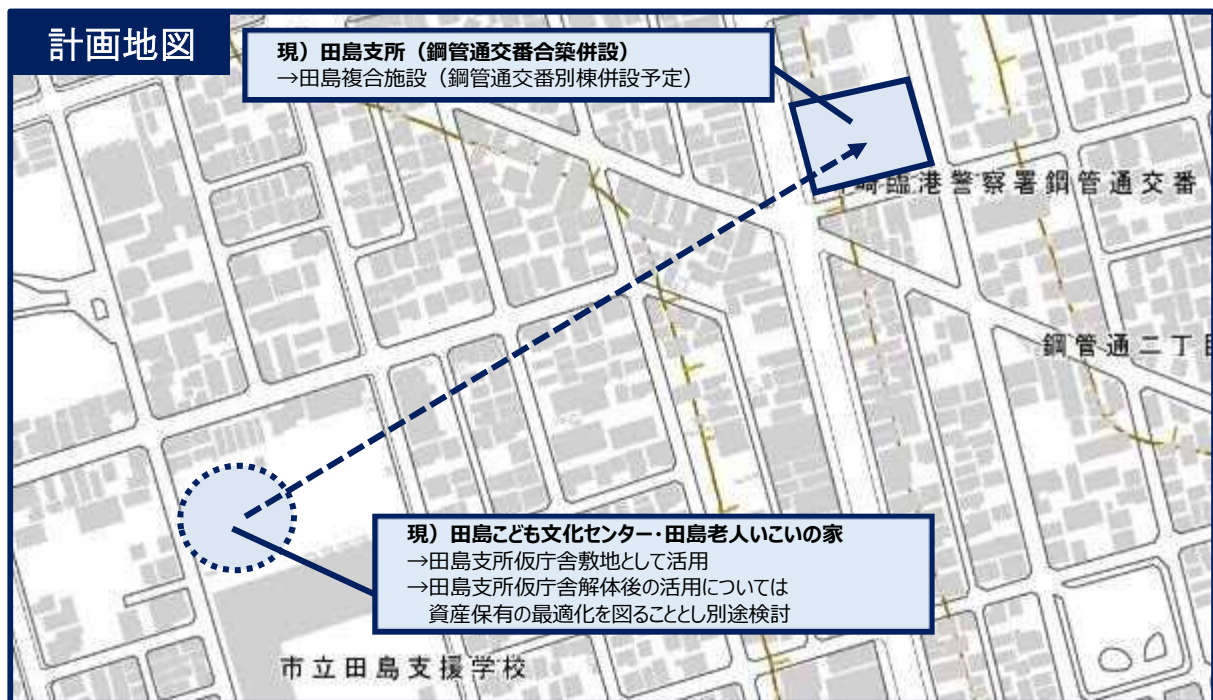 計画地図
現）田島支所（鋼管通交番合築併設）
→田島複合施設（鋼管通交番別棟併設予定）
崎臨港警察署鋼管通交番
鋼管通二丁目
現）田島こども文化センター・田島老人いこいの家
→田島支所仮庁舎敷地として活用
→田島支所仮庁舎解体後の活用については
資産保有の最適化を図ることとし別途検討
市立田島支援学校